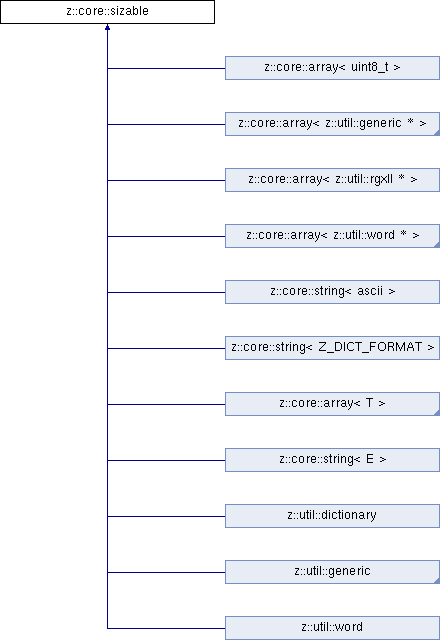 z::core::sizable
z::core::array< uint8_t >
z::core::array< z::util::generic * >
z::core::array< z::util::rgxll * >
z::core::array< z::util::word * >
z::core::string< ascii >
z::core::string< Z_DICT_FORMAT >
z::core::array< T >
z::core::string< E >
z::util::dictionary
z::util::generic
z::util::word